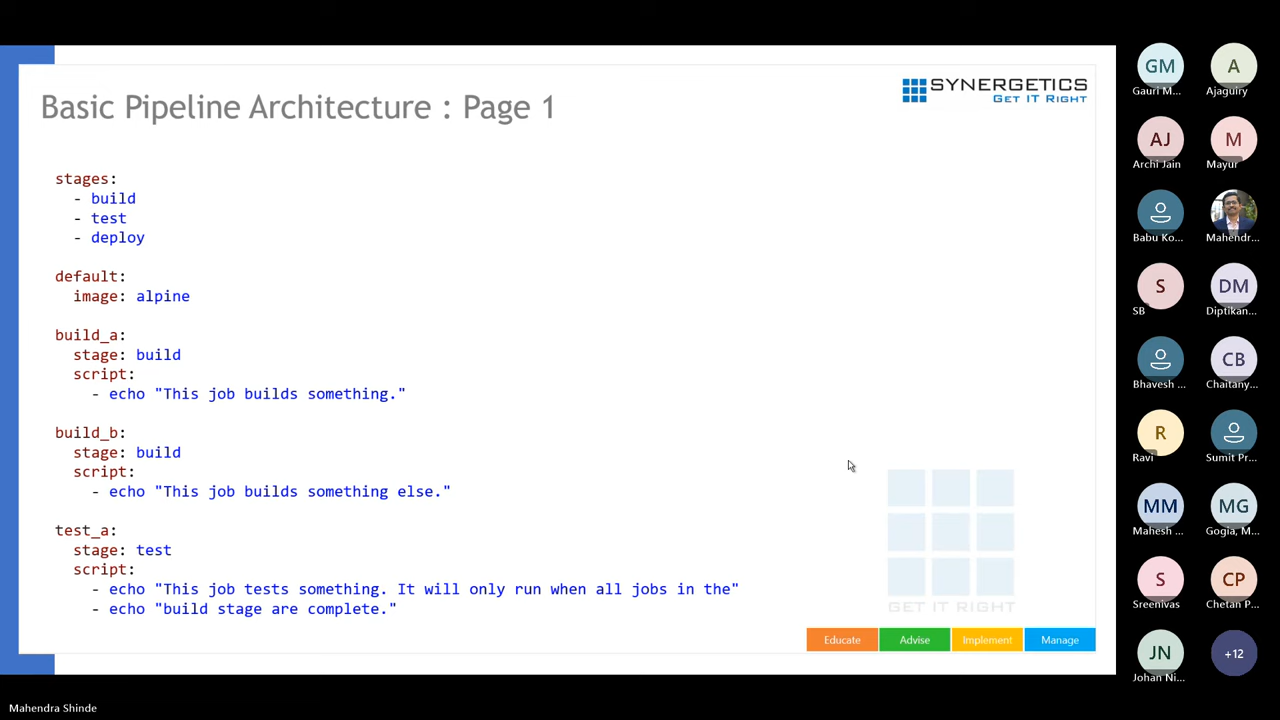 Basic Pipeline Architecture : Page 1
SYNERGETICS
GET IT RIGHT
stages:
- build
- test
- deploy
default:
image: alpine
build_a:
stage: build
script:
- echo "This job builds something."
build_b:
stage: build
script:
- echo "This job builds something else."
test_a:
stage: test
script:
- echo "This job tests something. It will only run when all jobs in the"
- echo "build stage are complete."
GET IT RIGHT
Educate
Advise
Implement
Manage
GM
Gauri M...
A
Ajaguiry
AJ
Archi Jain
M
Mayur
Babu Ko...
Mahendr...
S
SB
DM
Diptikan...
Bhavesh ...
CB
Chaitany...
R
Ravi
Sumit Pr...
MM
Mahesh ...
MG
Gogia, M...
S
Sreenivas
CP
Chetan P...
JN
Johan Ni...
+12
Mahendra Shinde